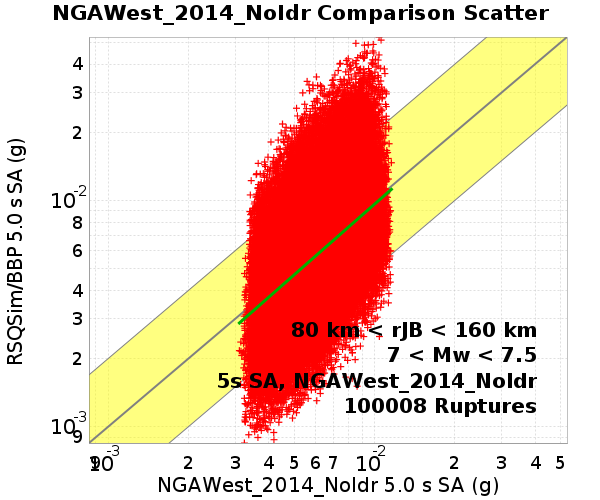 NGAWest_2014_NoIdr Comparison Scatter
RSQSim/BBP 5.0 s SA (g)
4
3
2
10-2
8
6
4
3
2
10-3
9
80 km < rJB < 160 km
7 < Mw < 7.5
5s SA, NGAWest_2014_NoIdr
100008 Ruptures
9 10-3 2 3 4 5 6 7 10-2 2 3 4 5
NGAWest_2014_NoIdr 5.0 s SA (g)